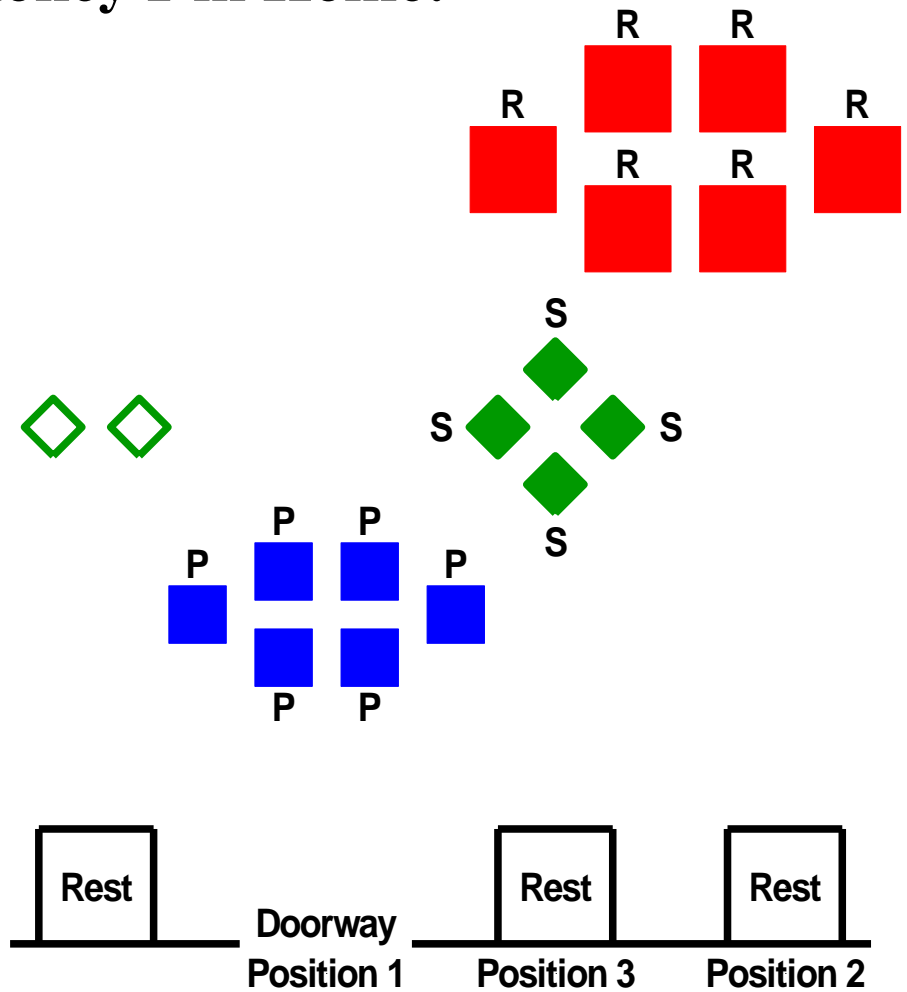 R R
R R
R R
S
S S
S
P P
P P
P P
Rest Rest Rest
Doorway
Position 1 Position 3 Position 2